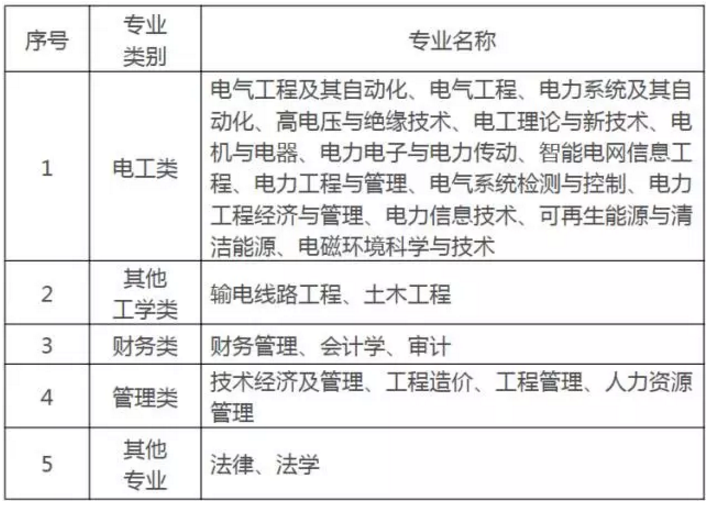 序号
专业
类别
专业名称
1
电工类
电气工程及其自动化、电气工程、电力系统及其自
动化、高电压与绝缘技术、电工理论与新技术、电
机与电器、电力电子与电力传动、智能电网信息工
程、电力工程与管理、电气系统检测与控制、电力
工程经济与管理、电力信息技术、可再生能源与清
洁能源、电磁环境科学与技术
2
其他
工学类
输电线路工程、土木工程
3
财务类
财务管理、会计学、审计
4
管理类
技术经济及管理、工程造价、工程管理、人力资源
管理
5
其他
专业
法律、法学